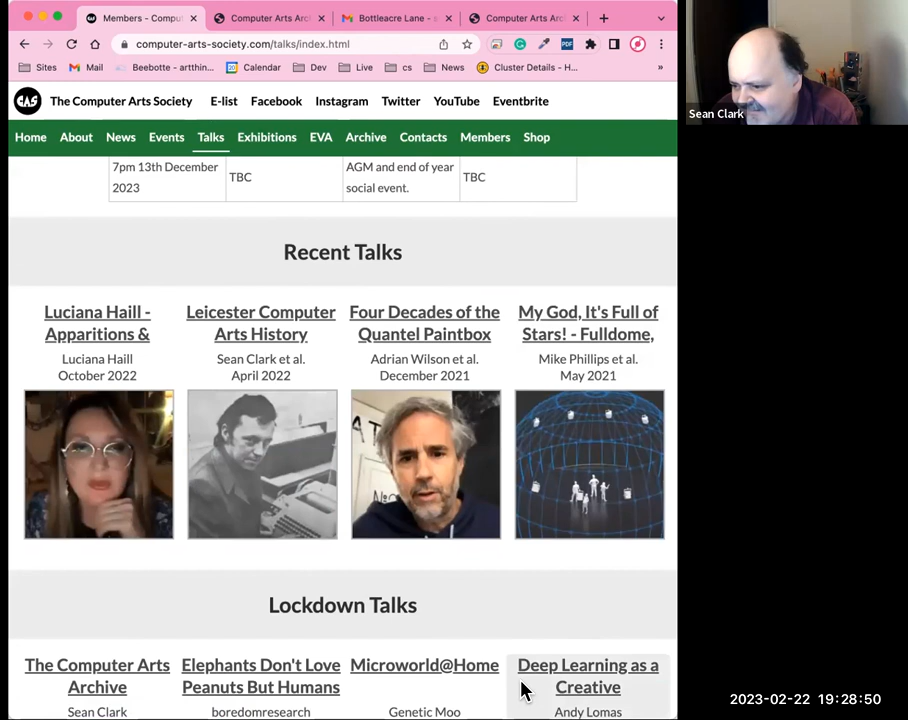 Members - Comput
Computer Arts Arc
Bottleacre Lane - s
Computer Arts Arc
computer-arts-society.com/talks/index.html
Sites
Mail
Beebotte - artthin...
Calendar
Dev
Live
cs
News
Cluster Details - H...
»
CAS
The Computer Arts Society
E-list
Facebook
Instagram
Twitter
YouTube
Eventbrite
Home
About
News
Events
Talks
Exhibitions
EVA
Archive
Contacts
Members
Shop
7pm 13th December
2023
TBC
AGM and end of year
social event.
TBC
Recent Talks
Luciana Haill -
Apparitions &
Luciana Haill
October 2022
Leicester Computer
Arts History
Sean Clark et al.
April 2022
Four Decades of the
Quantel Paintbox
Adrian Wilson et al.
December 2021
My God, It's Full of
Stars! - Fulldome,
Mike Phillips et al.
May 2021
Lockdown Talks
The Computer Arts
Archive
Sean Clark
Elephants Don't Love
Peanuts But Humans
boredomresearch
Microworld@Home
Genetic Moo
Deep Learning as a
Creative
Andy Lomas
Sean Clark
2023-02-22 19:28:50